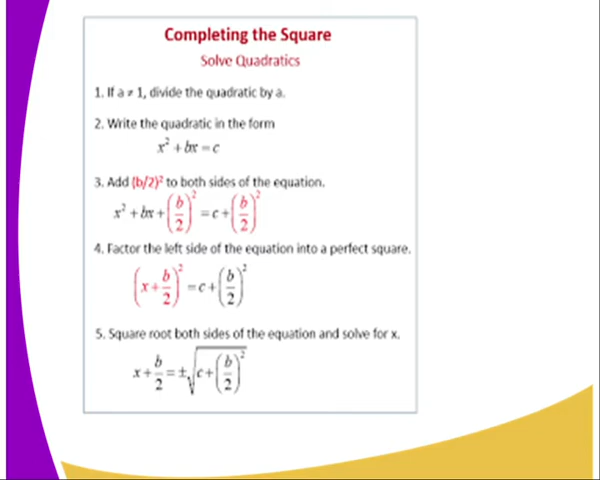 Completing the Square
Solve Quadratics
1. If a ≠ 1, divide the quadratic by a.
2. Write the quadratic in the form
x² + bx = c
3. Add (b/2)² to both sides of the equation.
x² + bx + (b/2)² = c + (b/2)²
4. Factor the left side of the equation into a perfect square.
(x + b/2)² = c + (b/2)²
5. Square root both sides of the equation and solve for x.
x + b/2 = ±√(c + (b/2)²)